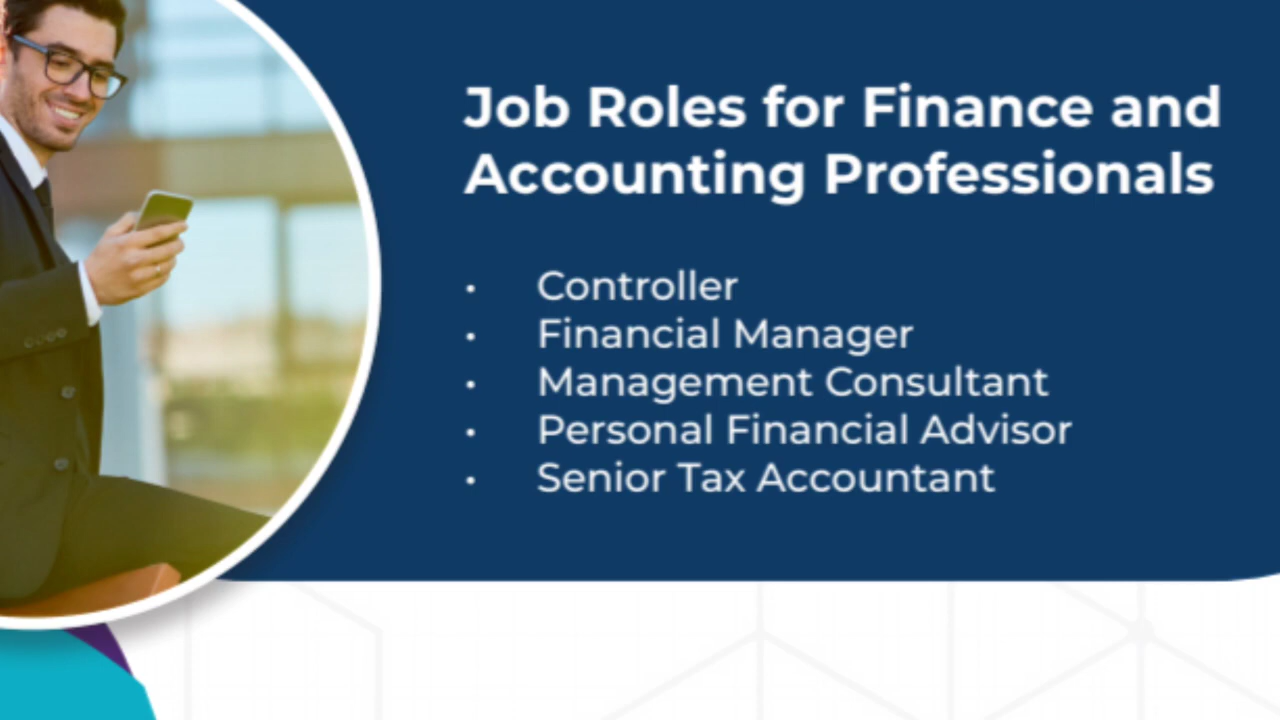 Job Roles for Finance and
Accounting Professionals
• Controller
• Financial Manager
• Management Consultant
• Personal Financial Advisor
• Senior Tax Accountant